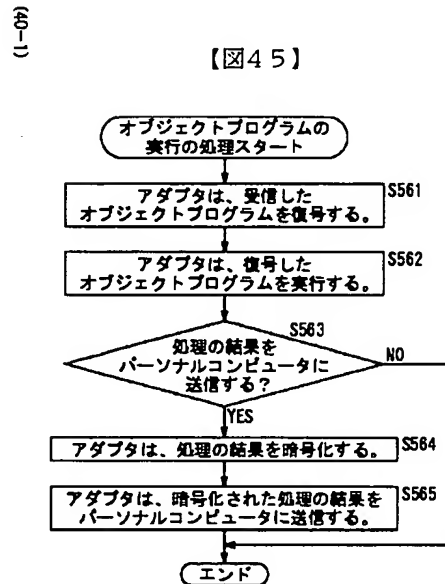 (40-1)
【図45】
オブジェクトプログラムの
実行の処理スタート
アダプタは、受信した
オブジェクトプログラムを復号する。
S561
アダプタは、復号した
オブジェクトプログラムを実行する。
S562
S563
処理の結果を
パーソナルコンピュータに
送信する?
NO
YES
アダプタは、処理の結果を暗号化する。
S564
アダプタは、暗号化された処理の結果を
パーソナルコンピュータに送信する。
S565
エンド